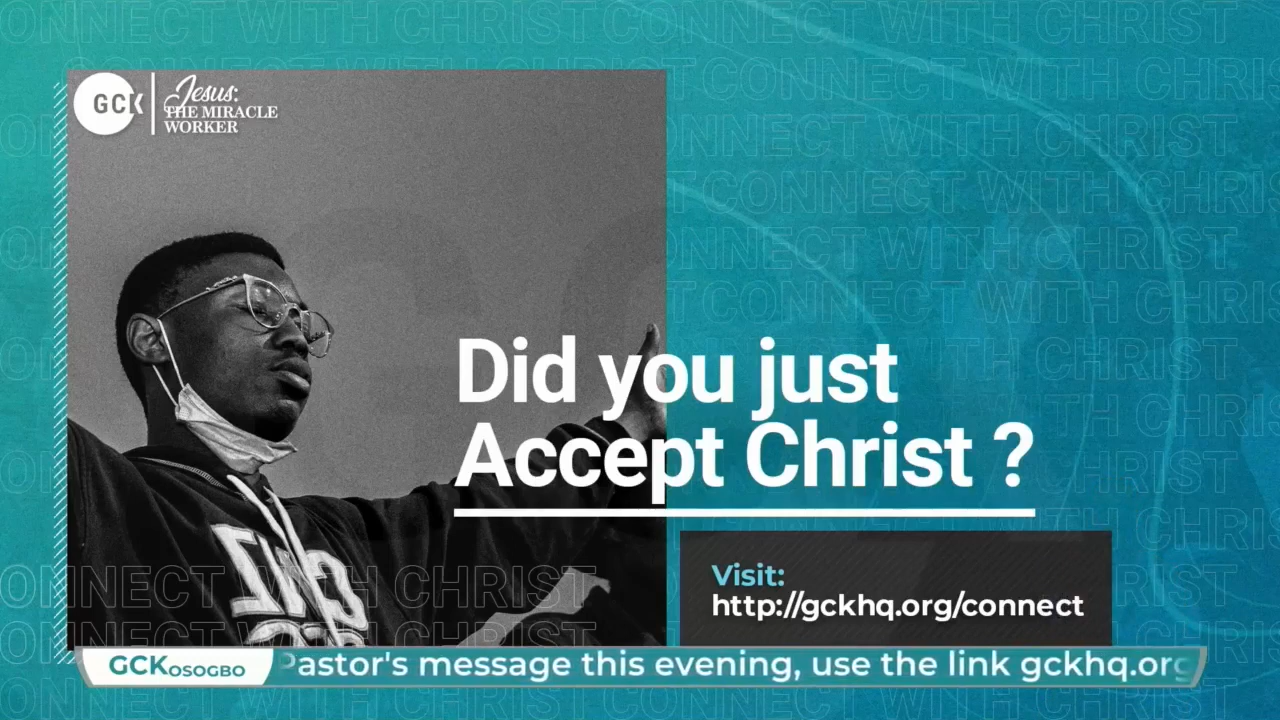 GCK
Jesus:
THE MIRACLE
WORKER
Did you just
Accept Christ ?
Visit:
http://gckhq.org/connect
GCKOSOGBO
Pastor's message this evening, use the link gckhq.org
CONNECT WITH CHRIST